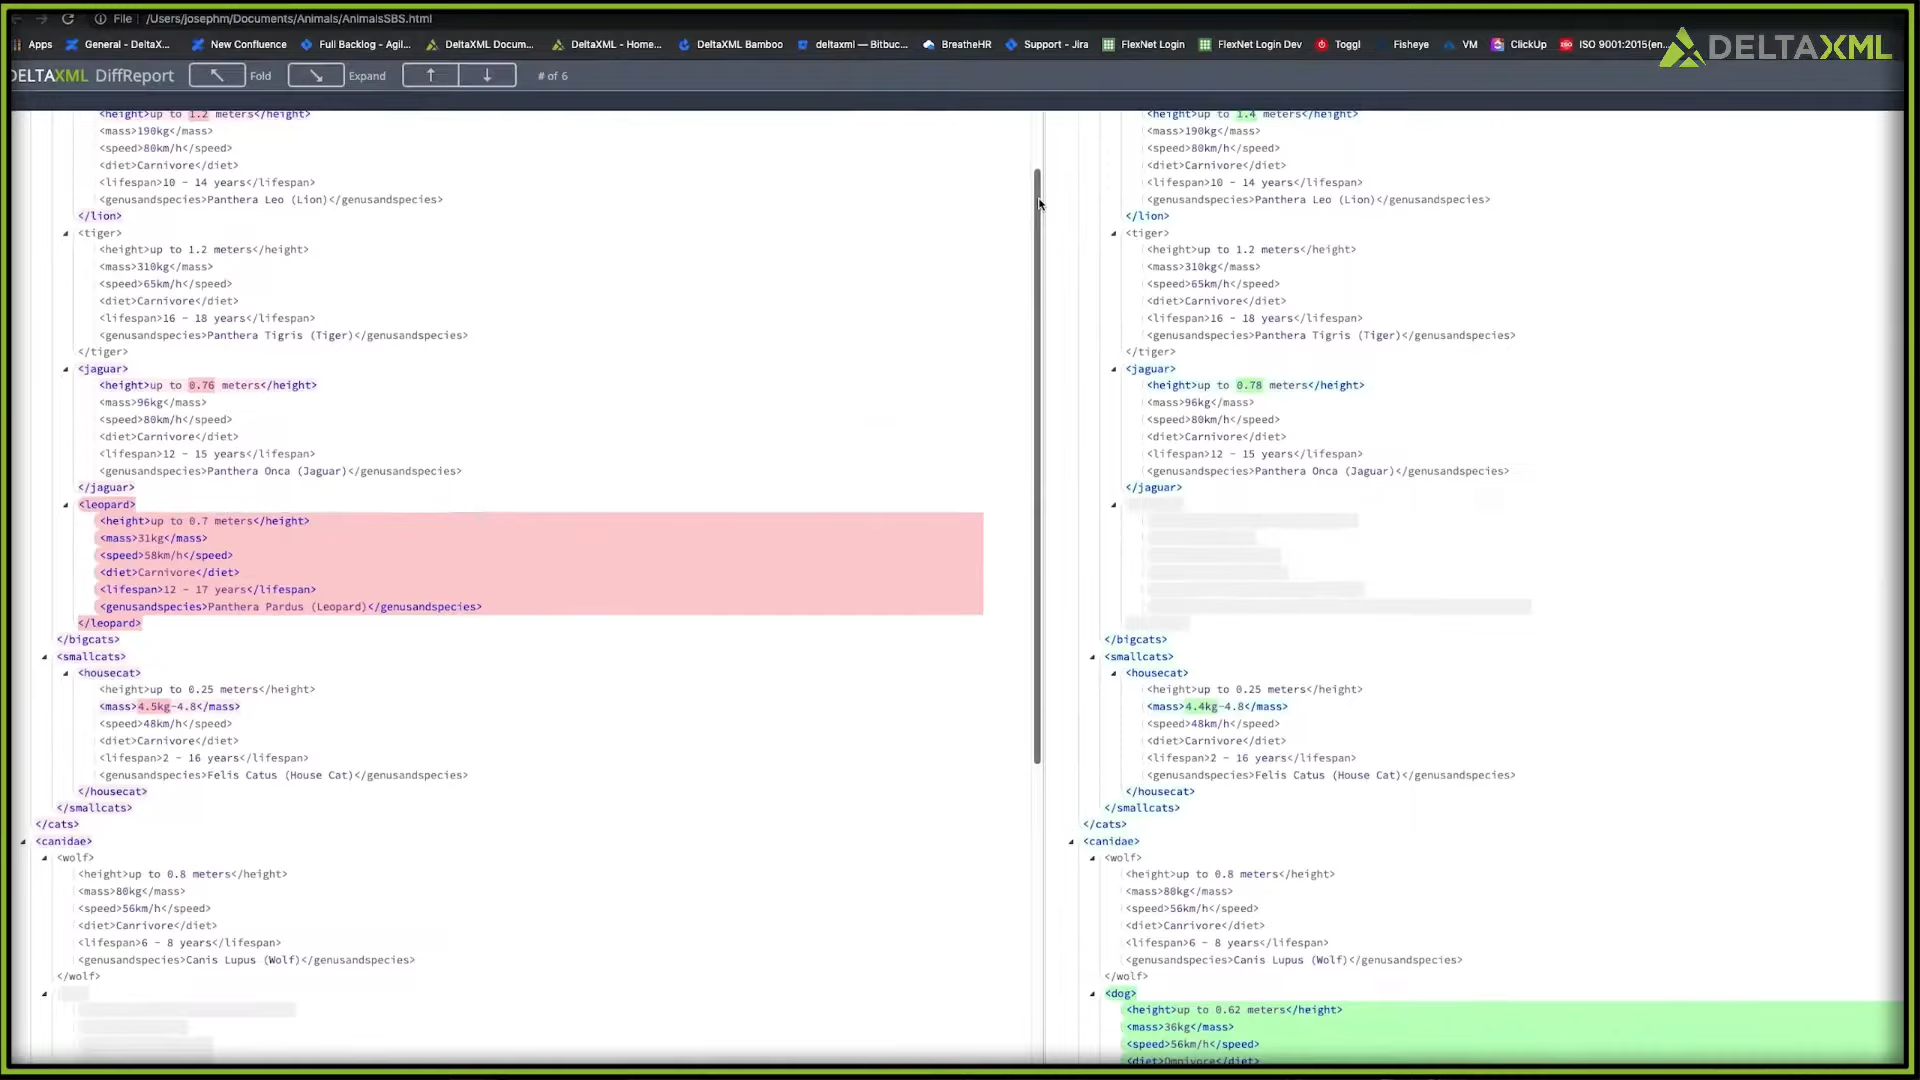 File /Users/josephm/Documents/Animals/AnimalsSBS.html
Apps General - DeltaX... New Confluence Full Backlog - Agil... DeltaXML Docum... DeltaXML - Home... DeltaXML Bamboo deltaxml — Bitbuc... BreatheHR Support - Jira FlexNet Login FlexNet Login Dev Toggl Fisheye VM ClickUp ISO 9001:2015(en...
DELTAXML
DELTAXML DiffReport Fold Expand # of 6
<height>up to 1.2 meters</height>
<mass>190kg</mass>
<speed>80km/h</speed>
<diet>Carnivore</diet>
<lifespan>10 - 14 years</lifespan>
<genusandspecies>Panthera Leo (Lion)</genusandspecies>
</lion>
<tiger>
<height>up to 1.2 meters</height>
<mass>310kg</mass>
<speed>65km/h</speed>
<diet>Carnivore</diet>
<lifespan>16 - 18 years</lifespan>
<genusandspecies>Panthera Tigris (Tiger)</genusandspecies>
</tiger>
<jaguar>
<height>up to 0.76 meters</height>
<mass>96kg</mass>
<speed>80km/h</speed>
<diet>Carnivore</diet>
<lifespan>12 - 15 years</lifespan>
<genusandspecies>Panthera Onca (Jaguar)</genusandspecies>
</jaguar>
<leopard>
<height>up to 0.7 meters</height>
<mass>31kg</mass>
<speed>58km/h</speed>
<diet>Carnivore</diet>
<lifespan>12 - 17 years</lifespan>
<genusandspecies>Panthera Pardus (Leopard)</genusandspecies>
</leopard>
</bigcats>
<smallcats>
<housecat>
<height>up to 0.25 meters</height>
<mass>4.5kg-4.8</mass>
<speed>48km/h</speed>
<diet>Carnivore</diet>
<lifespan>2 - 16 years</lifespan>
<genusandspecies>Felis Catus (House Cat)</genusandspecies>
</housecat>
</smallcats>
</cats>
<canidae>
<wolf>
<height>up to 0.8 meters</height>
<mass>80kg</mass>
<speed>56km/h</speed>
<diet>Canrivore</diet>
<lifespan>6 - 8 years</lifespan>
<genusandspecies>Canis Lupus (Wolf)</genusandspecies>
</wolf>
<height>up to 1.4 meters</height>
<mass>190kg</mass>
<speed>80km/h</speed>
<diet>Carnivore</diet>
<lifespan>10 - 14 years</lifespan>
<genusandspecies>Panthera Leo (Lion)</genusandspecies>
</lion>
<tiger>
<height>up to 1.2 meters</height>
<mass>310kg</mass>
<speed>65km/h</speed>
<diet>Carnivore</diet>
<lifespan>16 - 18 years</lifespan>
<genusandspecies>Panthera Tigris (Tiger)</genusandspecies>
</tiger>
<jaguar>
<height>up to 0.78 meters</height>
<mass>96kg</mass>
<speed>80km/h</speed>
<diet>Carnivore</diet>
<lifespan>12 - 15 years</lifespan>
<genusandspecies>Panthera Onca (Jaguar)</genusandspecies>
</jaguar>
</bigcats>
<smallcats>
<housecat>
<height>up to 0.25 meters</height>
<mass>4.4kg-4.8</mass>
<speed>48km/h</speed>
<diet>Carnivore</diet>
<lifespan>2 - 16 years</lifespan>
<genusandspecies>Felis Catus (House Cat)</genusandspecies>
</housecat>
</smallcats>
</cats>
<canidae>
<wolf>
<height>up to 0.8 meters</height>
<mass>80kg</mass>
<speed>56km/h</speed>
<diet>Canrivore</diet>
<lifespan>6 - 8 years</lifespan>
<genusandspecies>Canis Lupus (Wolf)</genusandspecies>
</wolf>
<dog>
<height>up to 0.62 meters</height>
<mass>36kg</mass>
<speed>56km/h</speed>
<diet>Omnivore</diet>